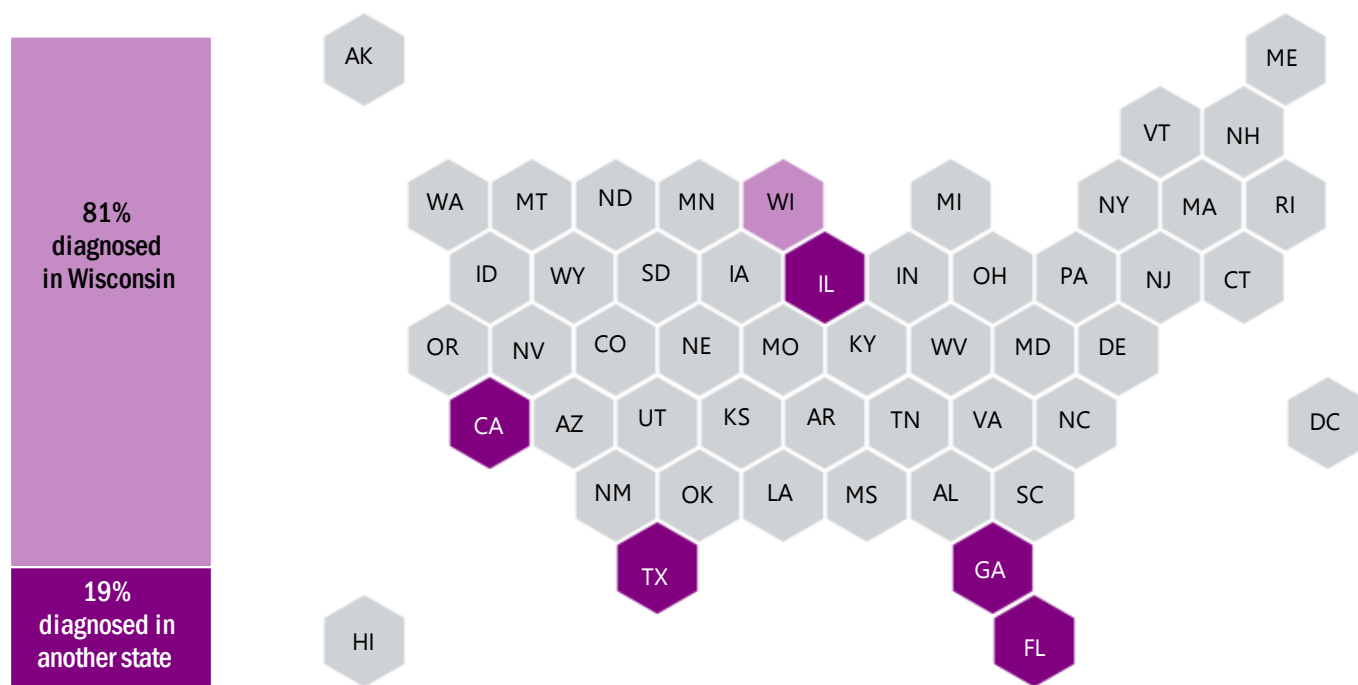 81%
diagnosed
in Wisconsin
19%
diagnosed in
another state
AK
ME
VT NH
WA MT ND MN WI MI NY MA RI
ID WY SD IA IL IN OH PA NJ CT
OR NV CO NE MO KY WV MD DE
CA AZ UT KS AR TN VA NC DC
NM OK LA MS AL SC
TX GA
HI FL